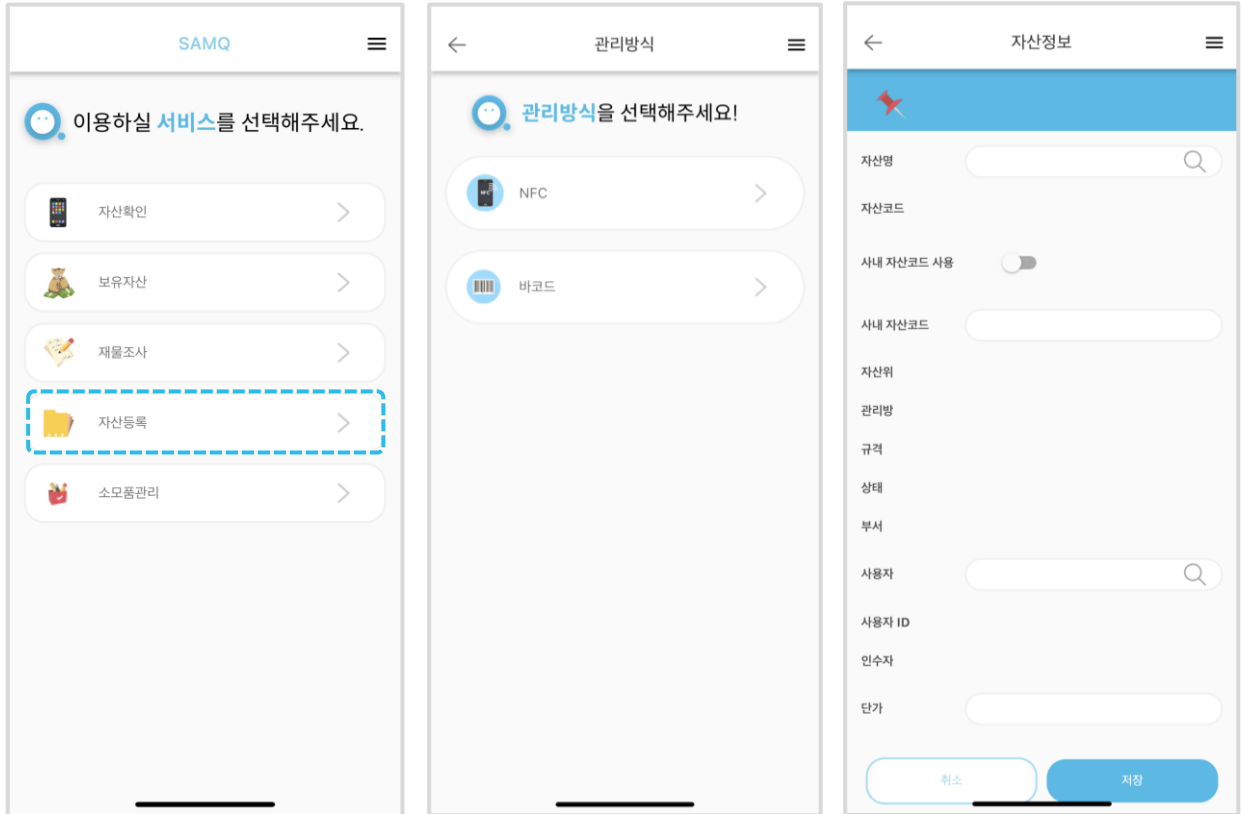 SAMQ
이용하실 서비스를 선택해주세요.
자산확인
보유자산
재물조사
자산등록
소모품관리
관리방식
관리방식을 선택해주세요!
NFC
NFC
바코드
자산정보
자산명
자산코드
사내 자산코드 사용
사내 자산코드
자산위
관리방
규격
상태
부서
사용자
사용자 ID
인수자
단가
취소
저장